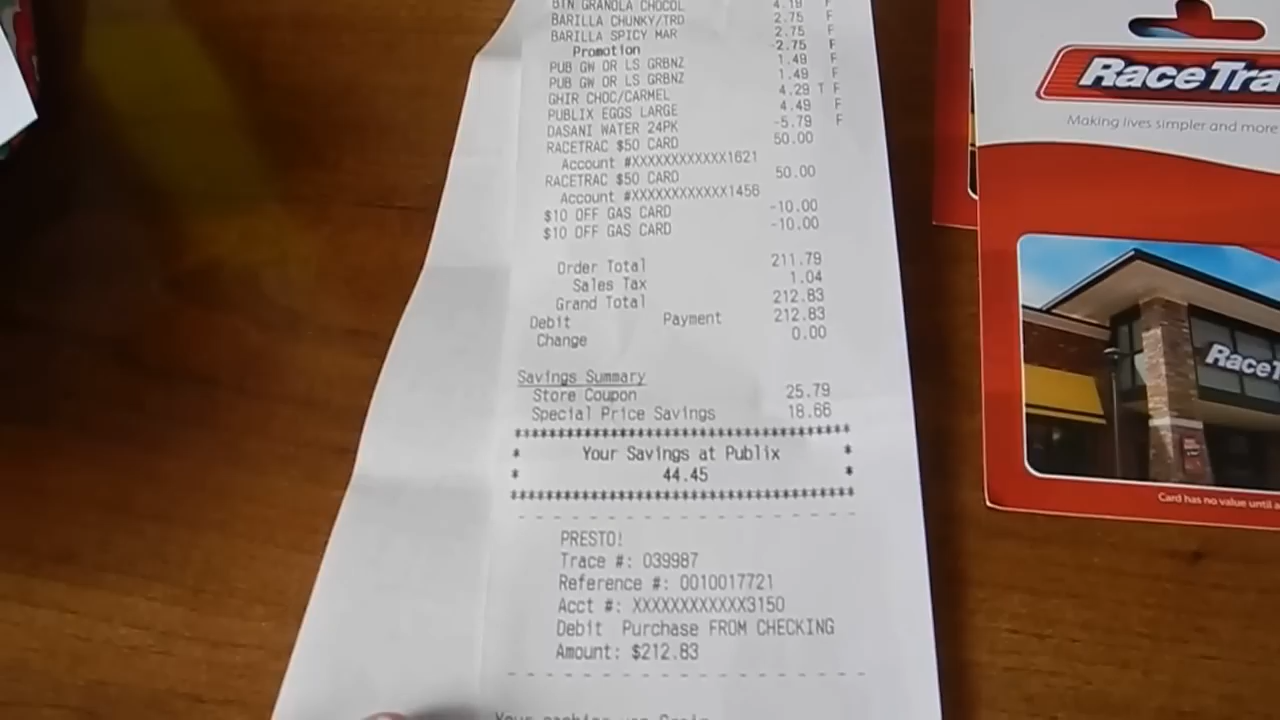 BTN GRANOLA CHOCOL 4.19 F
BARILLA CHUNKY/TRD 2.75 F
BARILLA SPICY MAR 2.75 F
Promotion -2.75 F
PUB GW OR LS GRBNZ 1.49 F
PUB GW OR LS GRBNZ 1.49 F
GHIR CHOC/CARMEL 4.29 T F
PUBLIX EGGS LARGE 4.49 F
DASANI WATER 24PK -5.79 F
RACETRAC $50 CARD 50.00
Account #XXXXXXXXXXXX1621
RACETRAC $50 CARD 50.00
Account #XXXXXXXXXXXX1456
$10 OFF GAS CARD -10.00
$10 OFF GAS CARD -10.00
Order Total 211.79
Sales Tax 1.04
Grand Total 212.83
Debit Payment 212.83
Change 0.00
Savings Summary
Store Coupon 25.79
Special Price Savings 18.66
****************************************
* Your Savings at Publix *
* 44.45 *
****************************************
PRESTO!
Trace #: 039987
Reference #: 0010017721
Acct #: XXXXXXXXXXXX3150
Debit Purchase FROM CHECKING
Amount: $212.83
RaceTra
Making lives simpler and more
RaceT
Card has no value until a